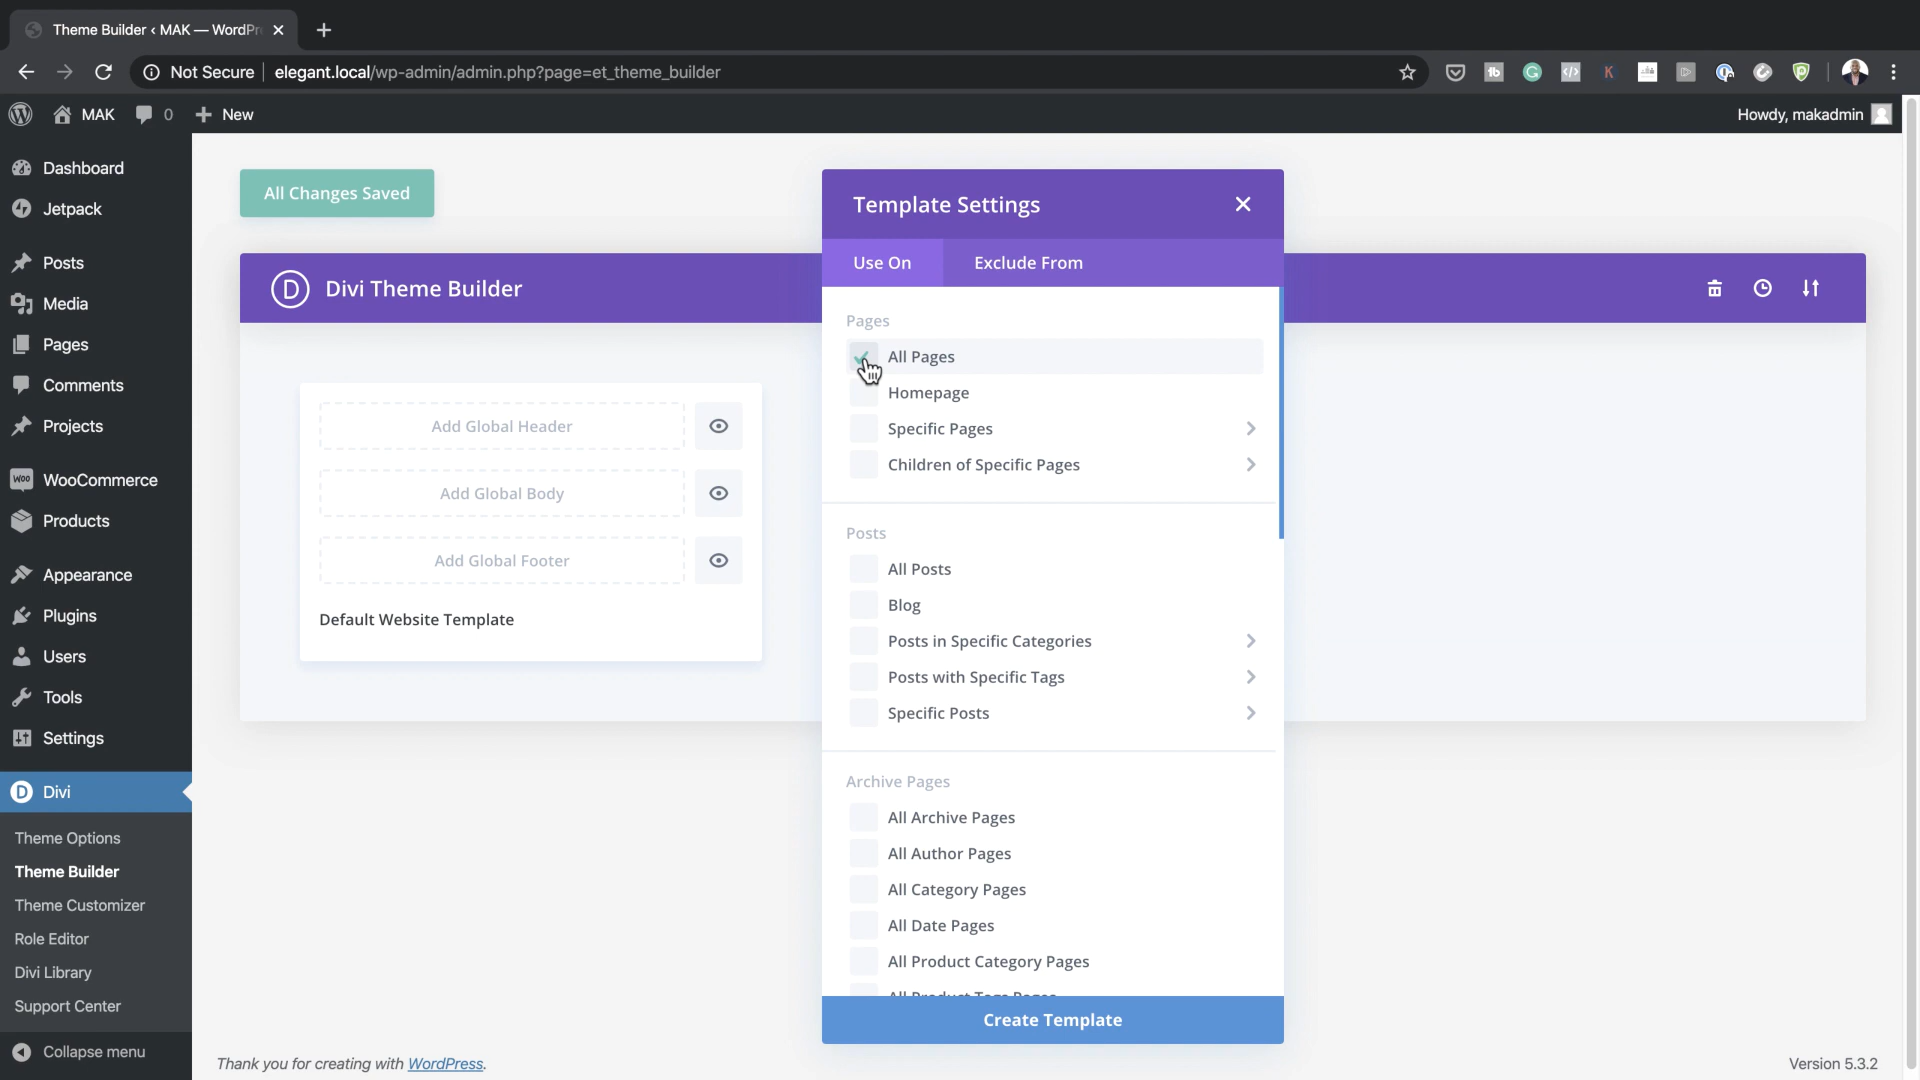 Theme Builder ‹ MAK — WordPr
Not Secure
elegant.local/wp-admin/admin.php?page=et_theme_builder
MAK
0
New
Howdy, makadmin
Dashboard
Jetpack
Posts
Media
Pages
Comments
Projects
WooCommerce
Products
Appearance
Plugins
Users
Tools
Settings
Divi
Theme Options
Theme Builder
Theme Customizer
Role Editor
Divi Library
Support Center
Collapse menu
All Changes Saved
Divi Theme Builder
Add Global Header
Add Global Body
Add Global Footer
Default Website Template
Template Settings
Use On
Exclude From
Pages
All Pages
Homepage
Specific Pages
Children of Specific Pages
Posts
All Posts
Blog
Posts in Specific Categories
Posts with Specific Tags
Specific Posts
Archive Pages
All Archive Pages
All Author Pages
All Category Pages
All Date Pages
All Product Category Pages
All Product Tags Pages
Create Template
Thank you for creating with WordPress.
Version 5.3.2